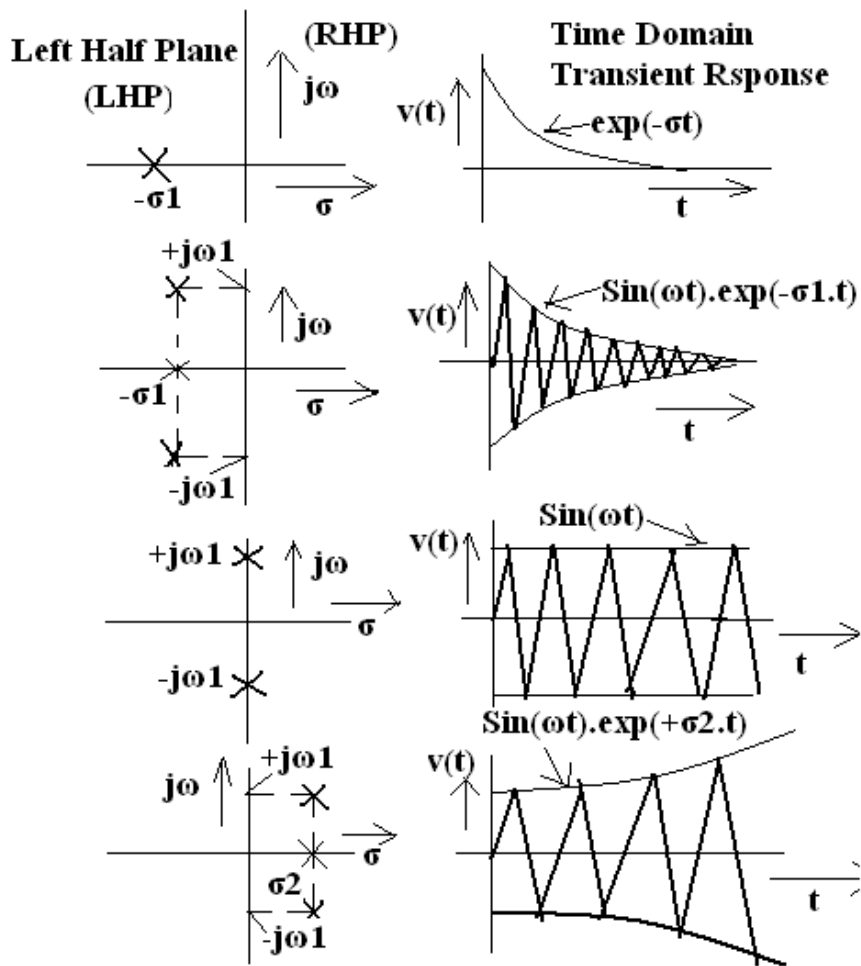 Left Half Plane
(LHP)
(RHP)
jω
-σ1
σ
Time Domain
Transient Rsponse
v(t)
exp(-σt)
t
+jω1
jω
-σ1
σ
-jω1
v(t)
Sin(ωt).exp(-σ1.t)
t
+jω1
jω
σ
-jω1
Sin(ωt)
v(t)
t
jω
+jω1
σ
σ2
-jω1
Sin(ωt).exp(+σ2.t)
v(t)
t